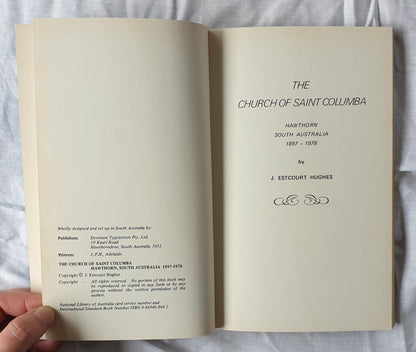 Wholly designed and set up in South Australia by
Publishers: Deverton Typesetters Pty. Ltd.
19 Kauri Road
Hawthorndene, South Australia. 5051.
Printers: L.P.H., Adelaide.
THE CHURCH OF SAINT COLUMBA
HAWTHORN, SOUTH AUSTRALIA 1897-1978
Copyright © J. Estcourt Hughes
Copyright - All rights reserved. No portion of this book may
be reproduced or copied in any form or by any
process without the written permission of the
author.
National Library of Australia card service number and
International Standard Book Number ISBN 0 86946 064 2
THE
CHURCH OF SAINT COLUMBA
HAWTHORN
SOUTH AUSTRALIA
1897 - 1978
by
J. ESTCOURT HUGHES